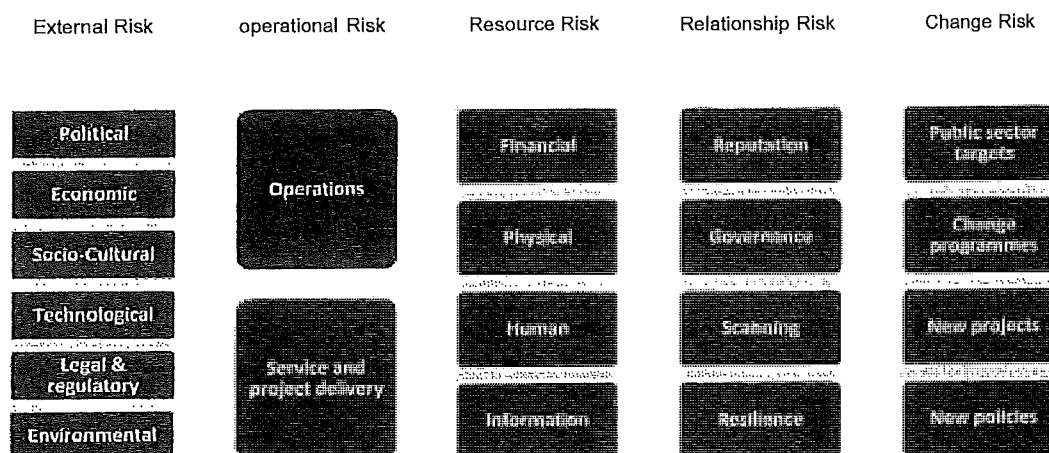 External Risk
operational Risk
Resource Risk
Relationship Risk
Change Risk
Political
Economic
Socio-Cultural
Technological
Legal &
regulatory
Environmental
Operations
Service and
project delivery
Financial
Physical
Human
Information
Reputation
Governance
Scanning
Resilience
Public sector
targets
Change
programmes
New projects
New policies